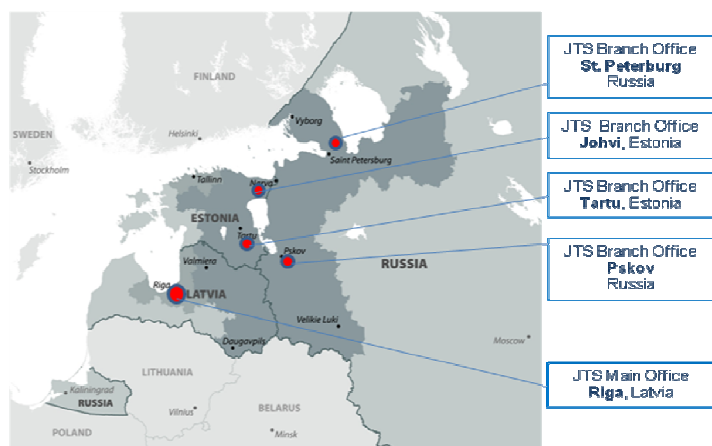 FINLAND
SWEDEN
Helsinki
Stockholm
Vyborg
Saint Petersburg
Tallinn
Narva
ESTONIA
Tartu
Pskov
Valmiera
RUSSIA
Riga
LATVIA
Velikie Luki
Daugavpils
Moscow
LITHUANIA
Kaliningrad
RUSSIA
Vilnius
BELARUS
Minsk
POLAND
JTS Branch Office
St. Peterburg
Russia
JTS Branch Office
Johvi, Estonia
JTS Branch Office
Tartu, Estonia
JTS Branch Office
Pskov
Russia
JTS Main Office
Riga, Latvia